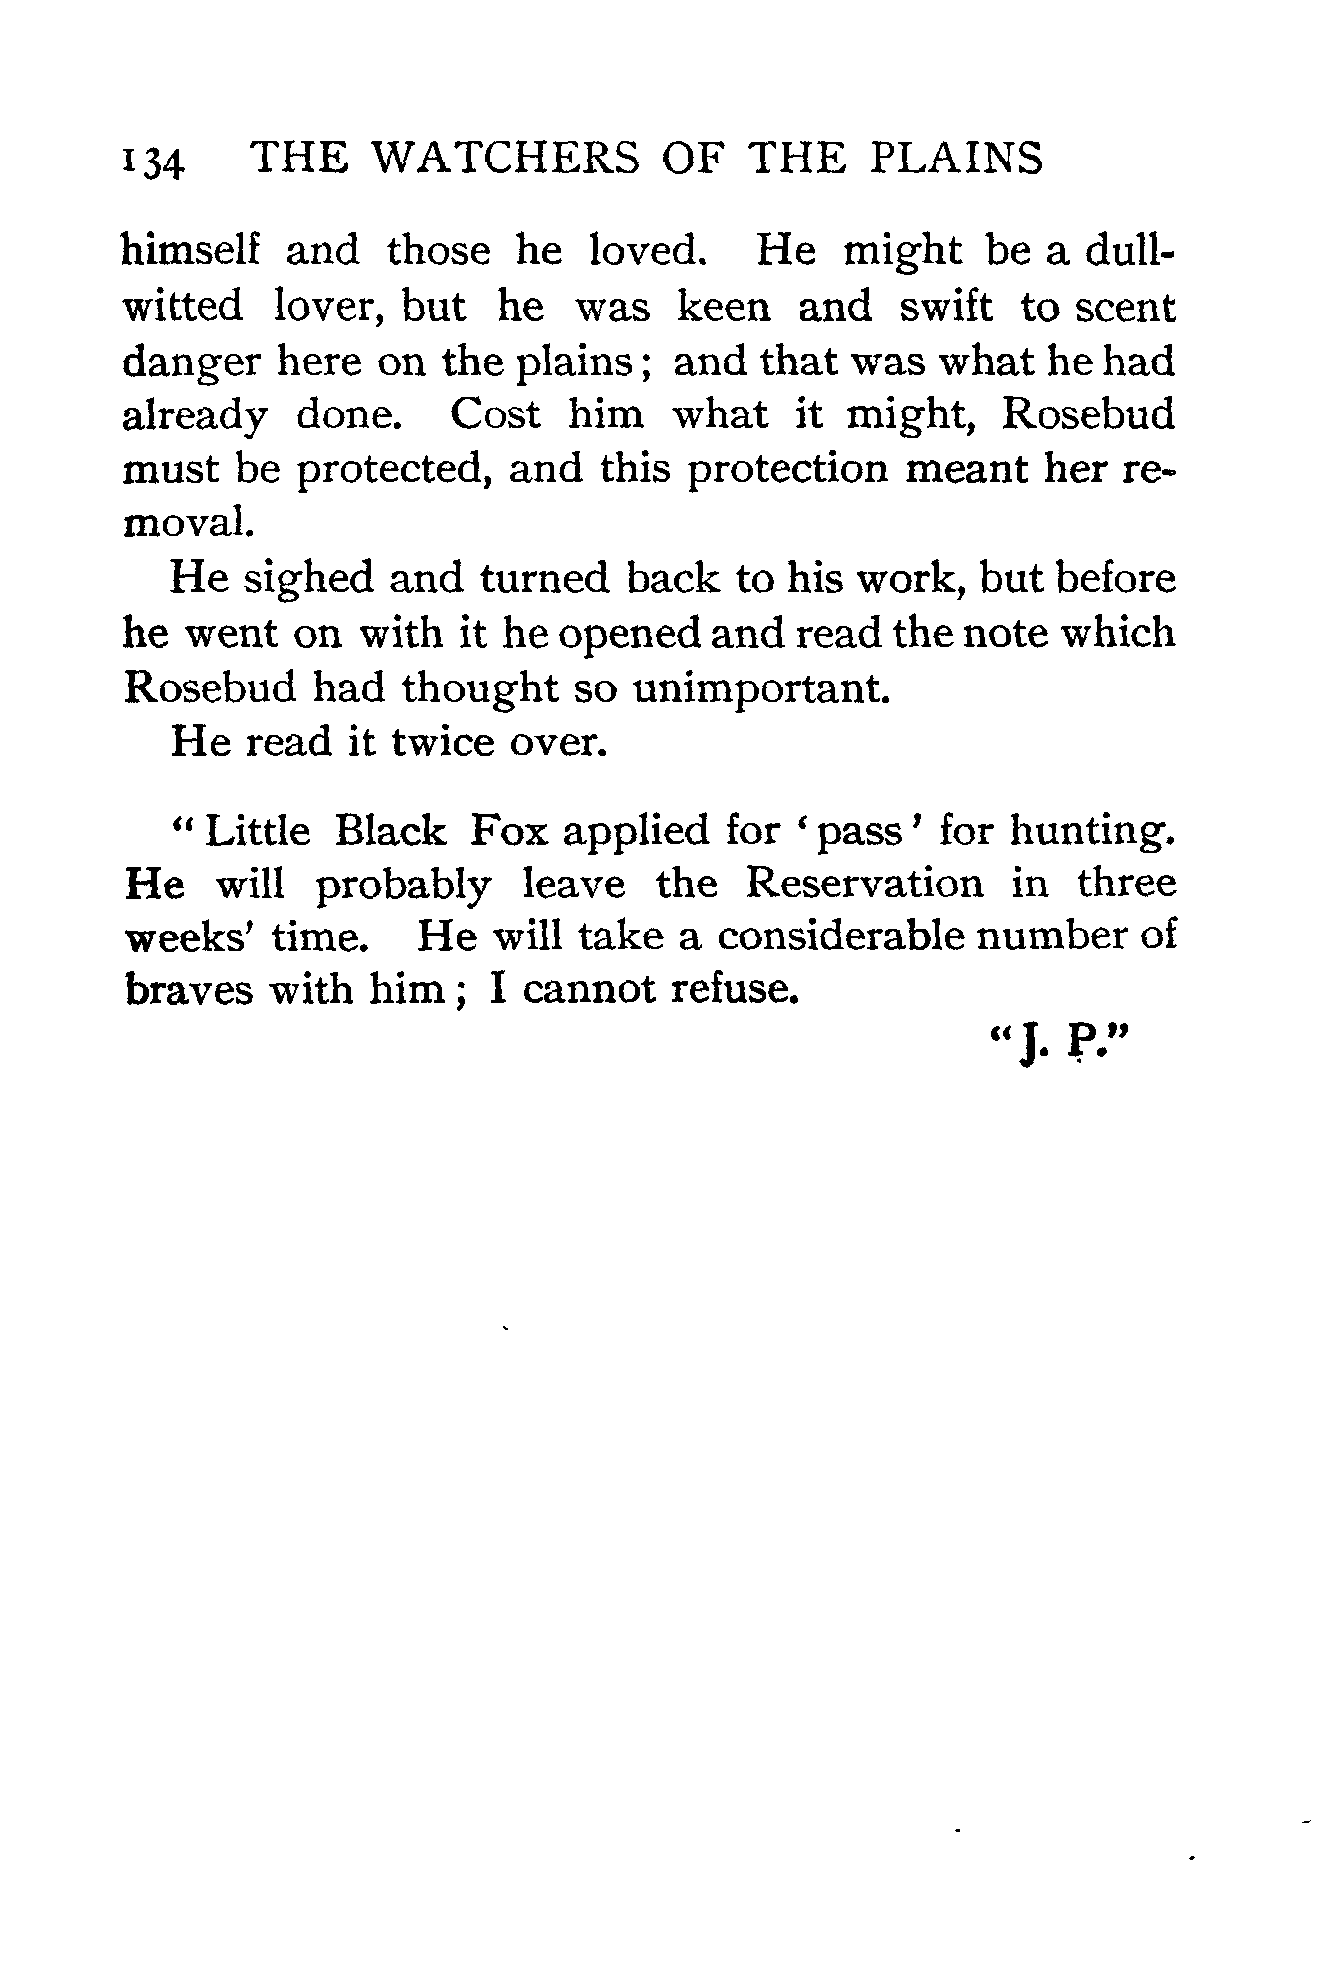 134 THE WATCHERS OF THE PLAINS
himself and those he loved. He might be a dull-
witted lover, but he was keen and swift to scent
danger here on the plains; and that was what he had
already done. Cost him what it might, Rosebud
must be protected, and this protection meant her re-
moval.
He sighed and turned back to his work, but before
he went on with it he opened and read the note which
Rosebud had thought so unimportant.
He read it twice over.
“Little Black Fox applied for ‘pass’ for hunting.
He will probably leave the Reservation in three
weeks’ time. He will take a considerable number of
braves with him; I cannot refuse.
“J. P.”